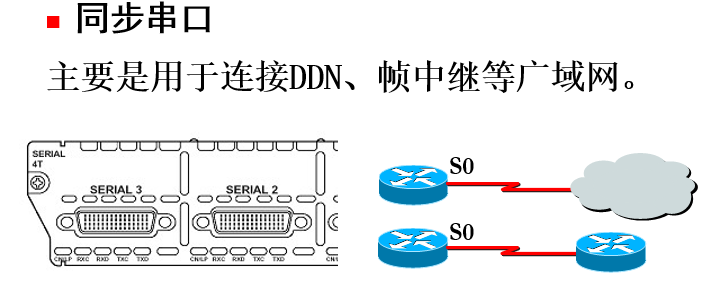 同步串口
主要是用于连接DDN、帧中继等广域网。
SERIAL
4T
SERIAL 3
SERIAL 2
CN/LP RXC RXD TXC TXD
CN/LP RXC RXD TXC TXD
CN/L
S0
S0